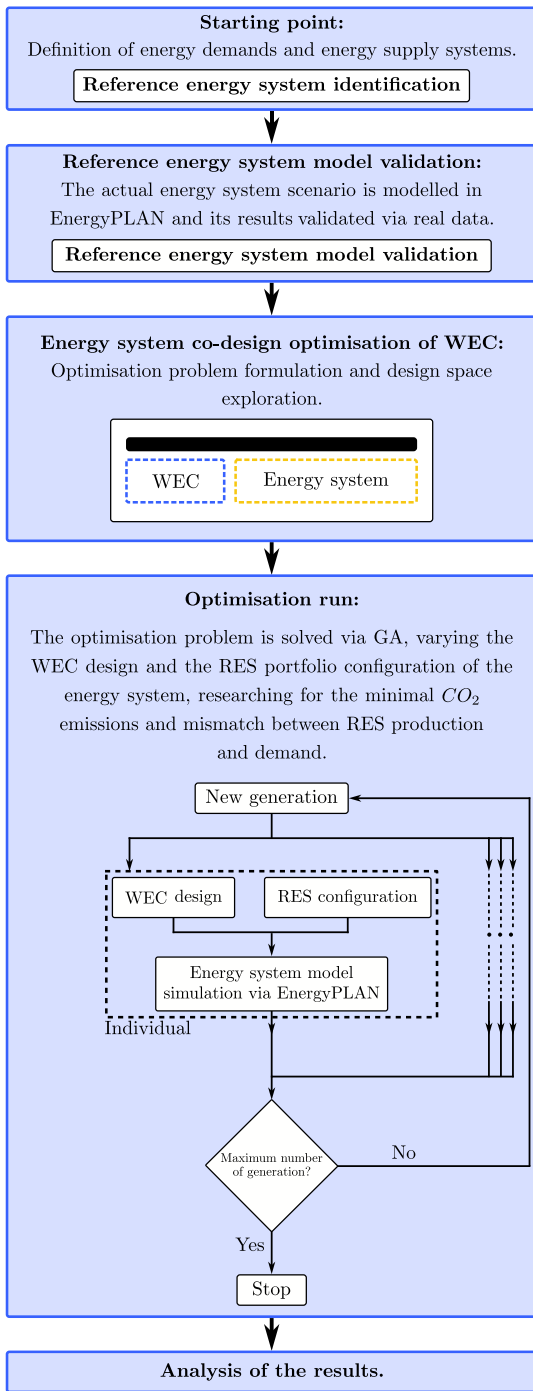 Starting point:
Definition of energy demands and energy supply systems.
Reference energy system identification
Reference energy system model validation:
The actual energy system scenario is modelled in
EnergyPLAN and its results validated via real data.
Reference energy system model validation
Energy system co-design optimisation of WEC:
Optimisation problem formulation and design space
exploration.
WEC
Energy system
Optimisation run:
The optimisation problem is solved via GA, varying the
WEC design and the RES portfolio configuration of the
energy system, researching for the minimal CO₂
emissions and mismatch between RES production
and demand.
New generation
WEC design
RES configuration
Energy system model
simulation via EnergyPLAN
Individual
Maximum number
of generation?
No
Yes
Stop
Analysis of the results.